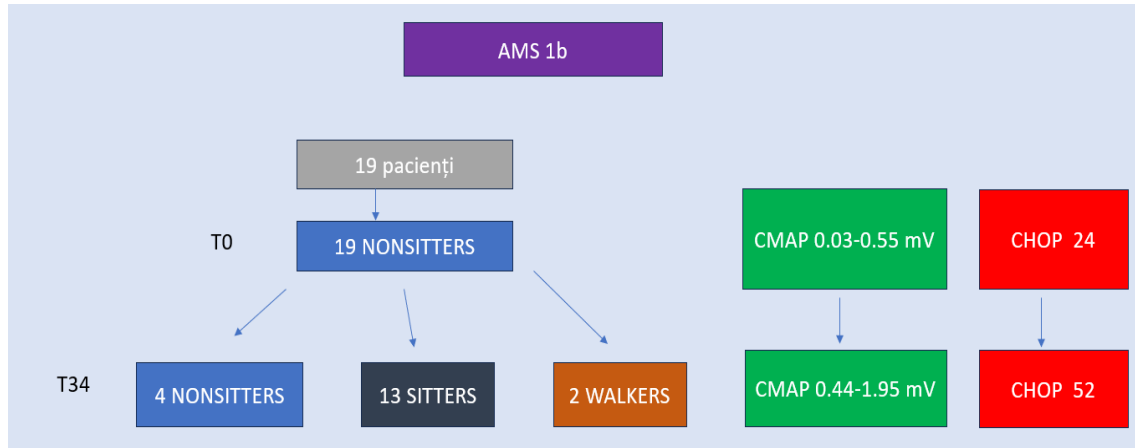 AMS 1b
19 pacienți
T0
19 NONSITTERS
CMAP 0.03-0.55 mV
CHOP 24
T34
4 NONSITTERS
13 SITTERS
2 WALKERS
CMAP 0.44-1.95 mV
CHOP 52